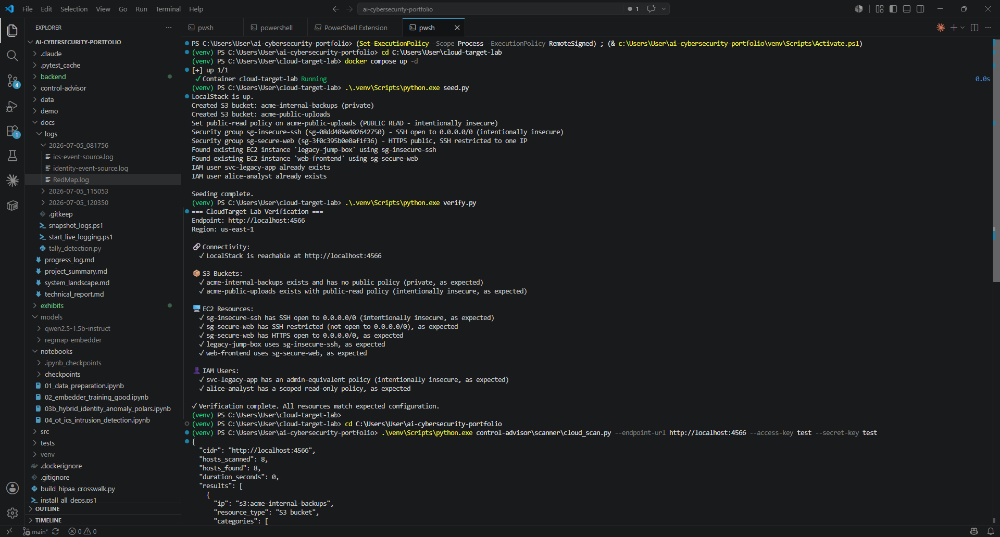 File Edit Selection View Go Run Terminal Help
ai-cybersecurity-portfolio
1
EXPLORER
AI-CYBERSECURITY-PORTFOLIO
.claude
.pytest_cache
backend
control-advisor
data
demo
docs
logs
2026-07-05_081756
ics-event-source.log
identity-event-source.log
RedMap.log
2026-07-05_115053
2026-07-05_120350
.gitkeep
snapshot_logs.ps1
start_live_logging.ps1
tally_detection.py
progress_log.md
project_summary.md
system_landscape.md
technical_report.md
exhibits
models
qwen2.5-1.5b-instruct
regmap-embedder
notebooks
.ipynb_checkpoints
checkpoints
01_data_preparation.ipynb
02_embedder_training_good.ipynb
03b_hybrid_identity_anomaly_polars.ipynb
04_ot_ics_intrusion_detection.ipynb
src
tests
venv
.dockerignore
.gitignore
build_hipaa_crosswalk.py
install_all_deps.ps1
OUTLINE
TIMELINE
4
1
pwsh
powershell
PowerShell Extension
pwsh
PS C:\Users\User\ai-cybersecurity-portfolio> (Set-ExecutionPolicy -Scope Process -ExecutionPolicy RemoteSigned) ; (& c:\Users\User\ai-cybersecurity-portfolio\venv\Scripts\Activate.ps1)
(venv) PS C:\Users\User\ai-cybersecurity-portfolio> cd C:\Users\User\cloud-target-lab
(venv) PS C:\Users\User\cloud-target-lab> docker compose up -d
[+] up 1/1
✓ Container cloud-target-lab Running 0.0s
(venv) PS C:\Users\User\cloud-target-lab> .\.venv\Scripts\python.exe seed.py
LocalStack is up.
Created S3 bucket: acme-internal-backups (private)
Created S3 bucket: acme-public-uploads
Set public-read policy on acme-public-uploads (PUBLIC READ - intentionally insecure)
Security group sg-insecure-ssh (sg-08dd409a402642750) - SSH open to 0.0.0.0/0 (intentionally insecure)
Security group sg-secure-web (sg-3f0c395b0e0af1f36) - HTTPS public, SSH restricted to one IP
Found existing EC2 instance 'legacy-jump-box' using sg-insecure-ssh
Found existing EC2 instance 'web-frontend' using sg-secure-web
IAM user svc-legacy-app already exists
IAM user alice-analyst already exists
Seeding complete.
(venv) PS C:\Users\User\cloud-target-lab> .\.venv\Scripts\python.exe verify.py
=== CloudTarget Lab Verification ===
Endpoint: http://localhost:4566
Region: us-east-1
🔗 Connectivity:
✓ LocalStack is reachable at http://localhost:4566
📦 S3 Buckets:
✓ acme-internal-backups exists and has no public policy (private, as expected)
✓ acme-public-uploads exists with public-read policy (intentionally insecure, as expected)
🖥️ EC2 Resources:
✓ sg-insecure-ssh has SSH open to 0.0.0.0/0 (intentionally insecure, as expected)
✓ sg-secure-web has SSH restricted (not open to 0.0.0.0/0), as expected
✓ sg-secure-web has HTTPS open to 0.0.0.0/0, as expected
✓ legacy-jump-box uses sg-insecure-ssh, as expected
✓ web-frontend uses sg-secure-web, as expected
👤 IAM Users:
✓ svc-legacy-app has an admin-equivalent policy (intentionally insecure, as expected)
✓ alice-analyst has a scoped read-only policy, as expected
✓ Verification complete. All resources match expected configuration.
(venv) PS C:\Users\User\cloud-target-lab>
(venv) PS C:\Users\User\cloud-target-lab> cd C:\Users\User\ai-cybersecurity-portfolio
(venv) PS C:\Users\User\ai-cybersecurity-portfolio> .\venv\Scripts\python.exe control-advisor\scanner\cloud_scan.py --endpoint-url http://localhost:4566 --access-key test --secret-key test
{
"cidr": "http://localhost:4566",
"hosts_scanned": 8,
"hosts_found": 8,
"duration_seconds": 0,
"results": [
{
"ip": "s3:acme-internal-backups",
"resource_type": "S3 bucket",
"categories": [
main*
0 0